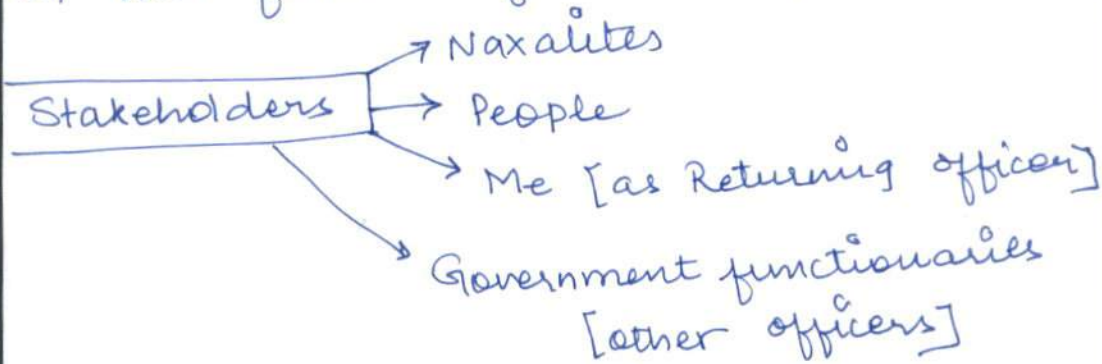 Naxalites
Stakeholders
People
Me [as Returning officer]
Government functionaries
[other officers]